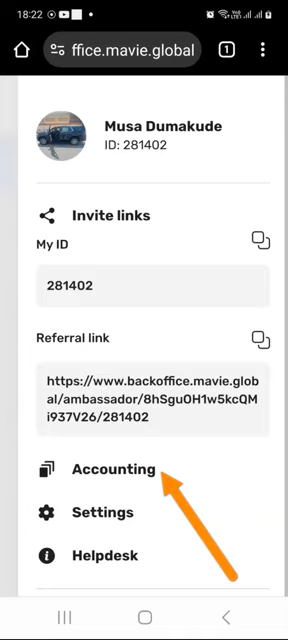 18:22
ffice.mavie.global
1
Musa Dumakude
ID: 281402
Invite links
My ID
281402
Referral link
https://www.backoffice.mavie.glob
al/ambassador/8hSguOH1w5kcQM
i937V26/281402
Accounting
Settings
Helpdesk